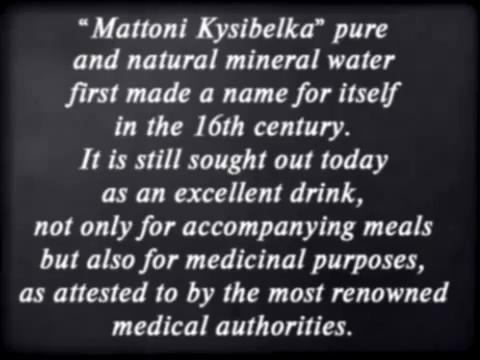 “Mattoni Kysibelka” pure
and natural mineral water
first made a name for itself
in the 16th century.
It is still sought out today
as an excellent drink,
not only for accompanying meals
but also for medicinal purposes,
as attested to by the most renowned
medical authorities.